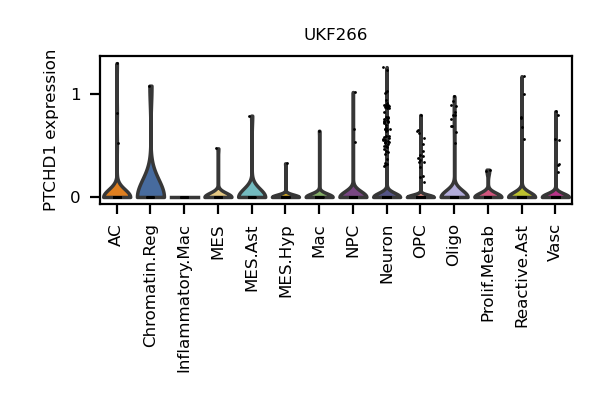 UKF266
PTCHD1 expression
1
0
AC
Chromatin.Reg
Inflammatory.Mac
MES
MES.Ast
MES.Hyp
Mac
NPC
Neuron
OPC
Oligo
Prolif.Metab
Reactive.Ast
Vasc